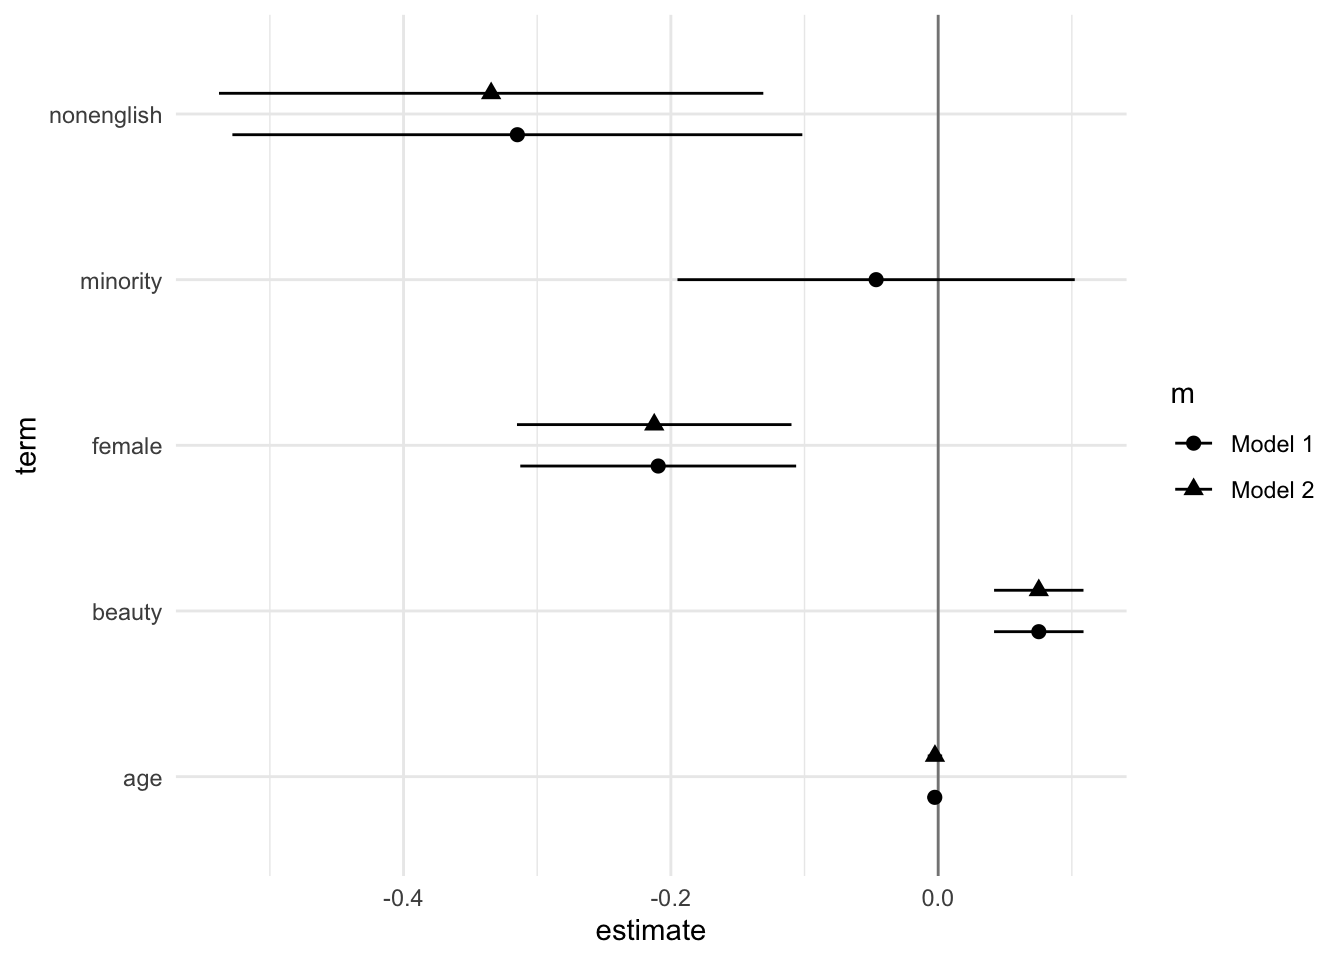 nonenglish
minority
female
beauty
age
term
-0.4
-0.2
0.0
estimate
m
Model 1
Model 2